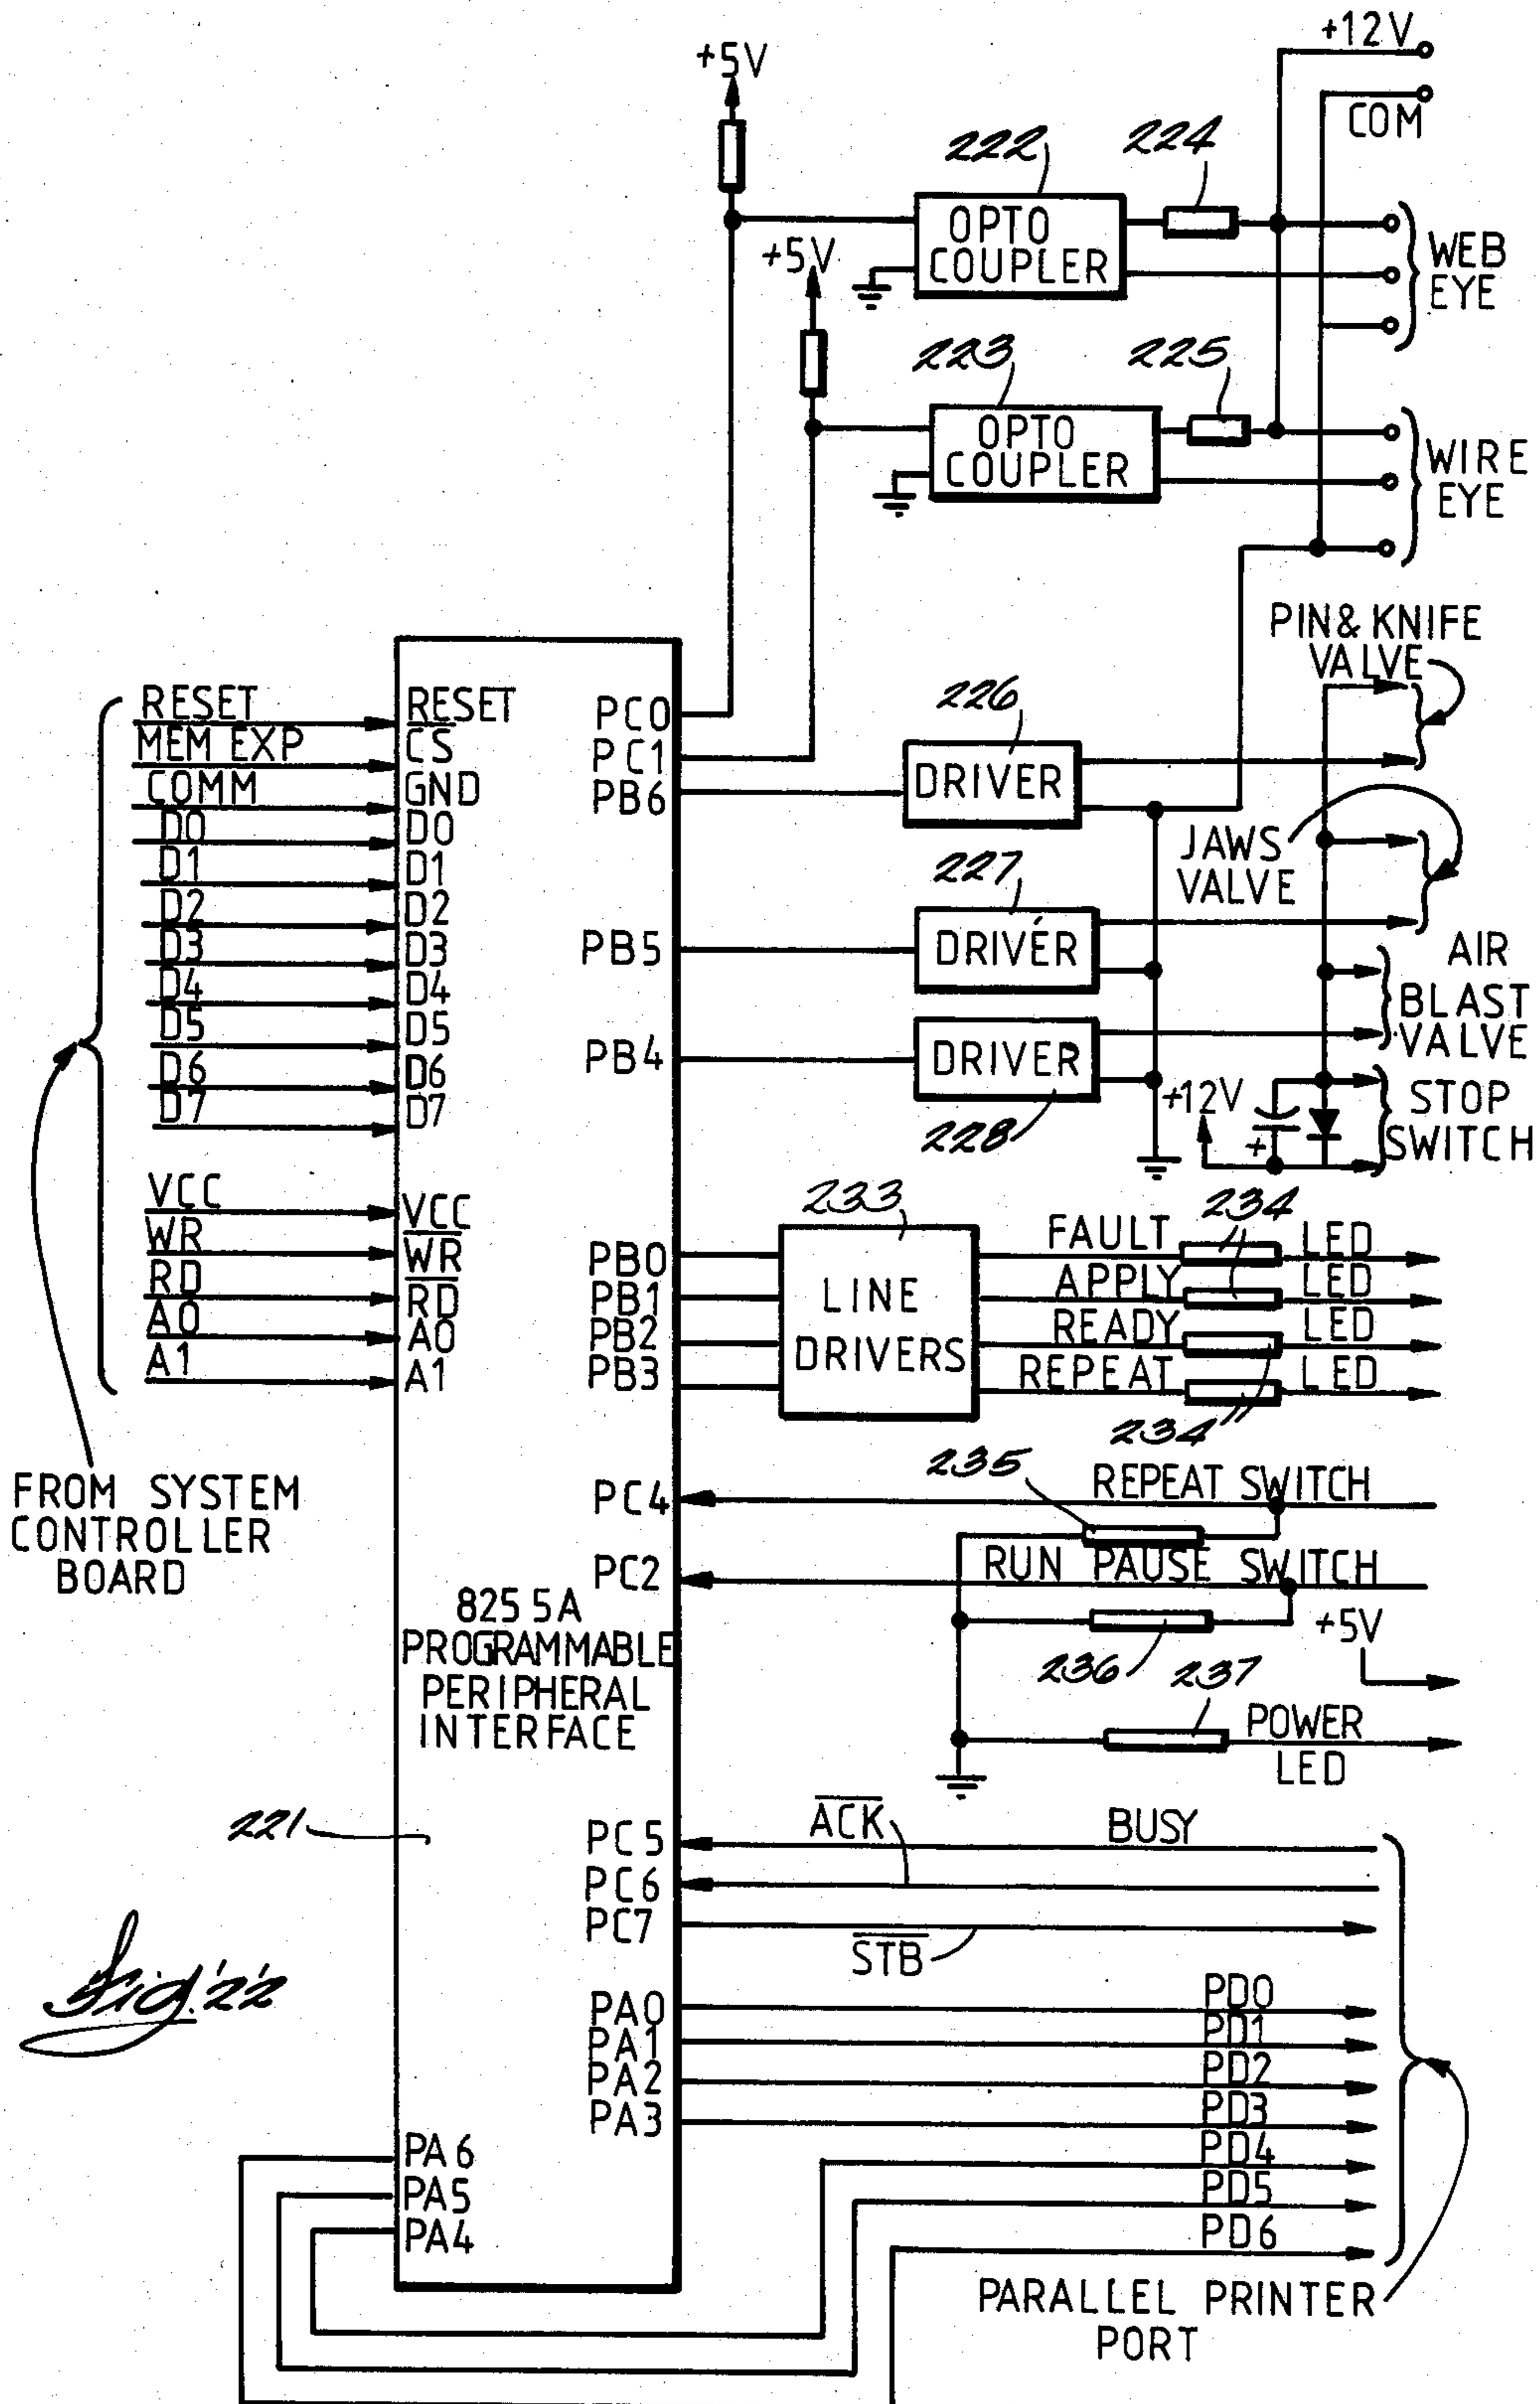 +12V
+5V
COM
222
224
OPTO
COUPLER
WEB
EYE
+5V
223
225
OPTO
COUPLER
WIRE
EYE
PIN & KNIFE
VALVE
RESET
MEM EXP
COMM
D0
D1
D2
D3
D4
D5
D6
D7
VCC
WR
RD
A0
A1
RESET
C̅S̅
GND
D0
D1
D2
D3
D4
D5
D6
D7
VCC
W̅R̅
R̅D̅
A0
A1
PC0
PC1
PB6
226
DRIVER
JAWS
VALVE
227
PB5
DRIVER
AIR
BLAST
VALVE
PB4
DRIVER
228
+12V
+
STOP
SWITCH
233
234
PB0
PB1
PB2
PB3
LINE
DRIVERS
FAULT LED
APPLY LED
READY LED
REPEAT LED
234
FROM SYSTEM
CONTROLLER
BOARD
235
PC4
REPEAT SWITCH
PC2
RUN PAUSE SWITCH
8255A
PROGRAMMABLE
PERIPHERAL
INTERFACE
+5V
236
237
POWER
LED
221
PC5
PC6
PC7
A̅C̅K̅
BUSY
S̅T̅B̅
Fig. 22
PA0
PA1
PA2
PA3
PD0
PD1
PD2
PD3
PD4
PD5
PD6
PA6
PA5
PA4
PARALLEL PRINTER
PORT